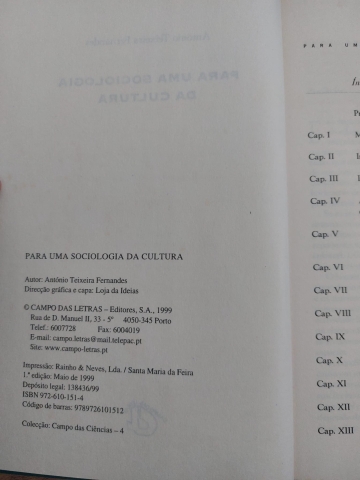 PARA UMA SOCIOLOGIA DA CULTURA
Autor: António Teixeira Fernandes
Direcção gráfica e capa: Loja da Ideias
© CAMPO DAS LETRAS – Editores, S.A., 1999
Rua de D. Manuel II, 33 - 5º 4050-345 Porto
Telef.: 6007728 Fax: 6004019
E-mail: campo.letras@mail.telepac.pt
Site: www.campo-letras.pt
Impressão: Rainho & Neves, Lda. / Santa Maria da Feira
1.ª edição: Maio de 1999
Depósito legal: 138436/99
ISBN 972-610-151-4
Código de barras: 9789726101512
Colecção: Campo das Ciências – 4
PARA UM
Cap. I
Cap. II
Cap. III
Cap. IV
Cap. V
Cap. VI
Cap. VII
Cap. VIII
Cap. IX
Cap. X
Cap. XI
Cap. XII
Cap. XIII